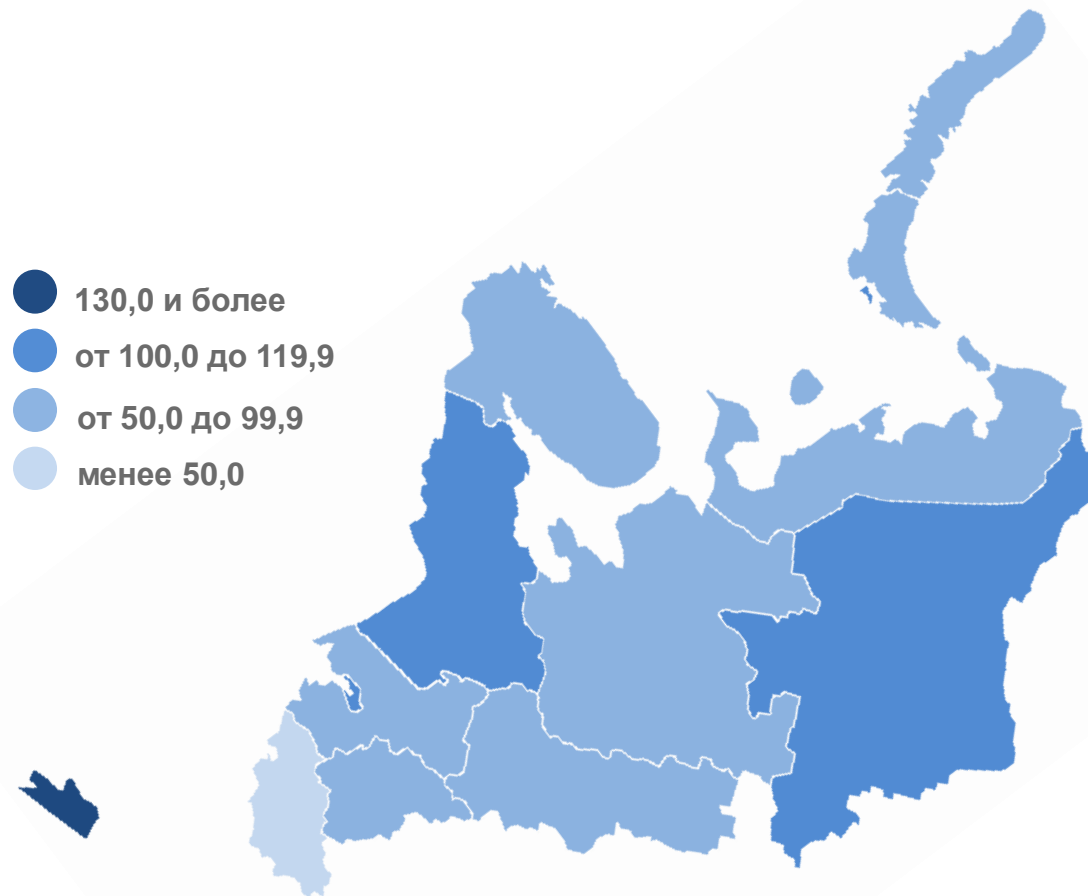 130,0 и более
от 100,0 до 119,9
от 50,0 до 99,9
менее 50,0